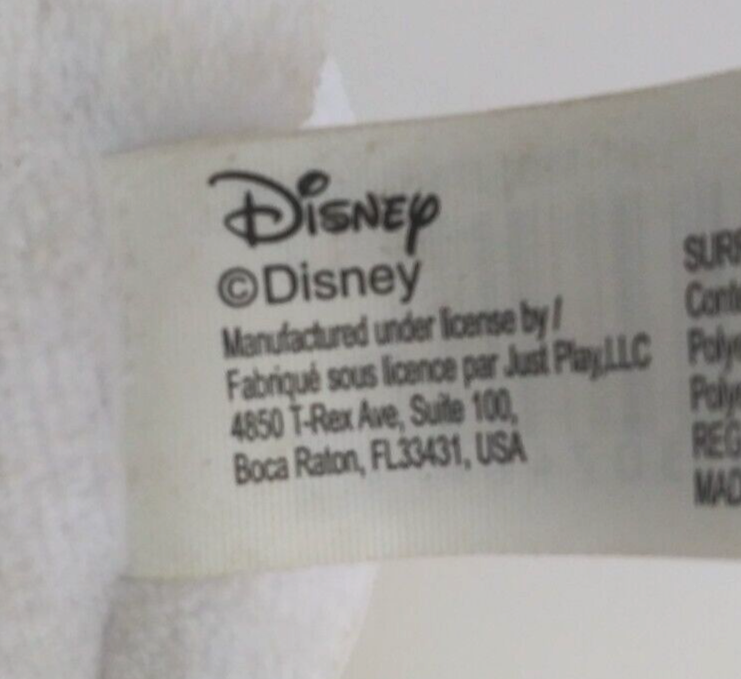 Disney
©Disney
Manufactured under license by /
Fabriqué sous licence par Just Play,LLC
4850 T-Rex Ave, Suite 100,
Boca Raton, FL33431, USA